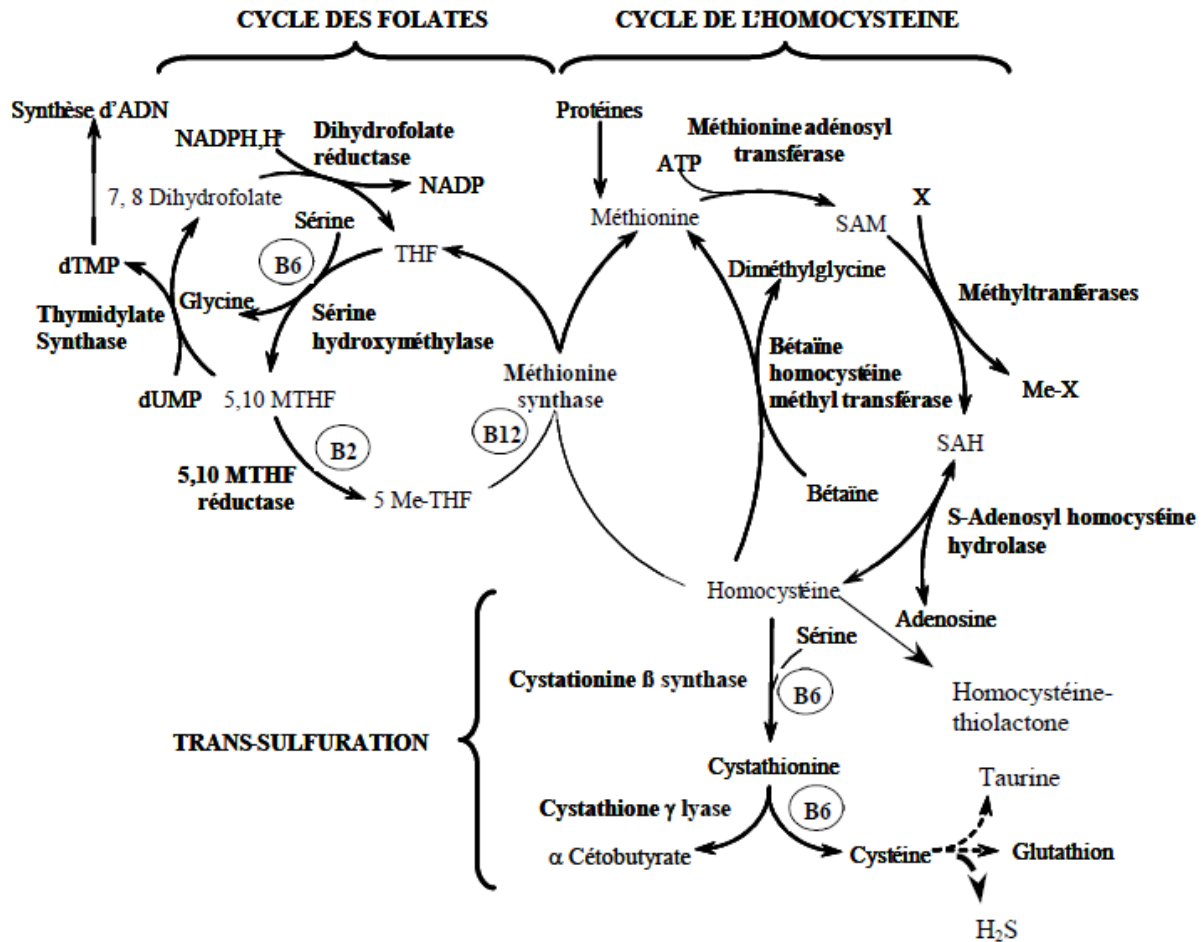 CYCLE DES FOLATES
CYCLE DE L'HOMOCYSTEINE
Synthèse d'ADN
NADPH,H+
Dihydrofolate
réductase
NADP
7, 8 Dihydrofolate
Sérine
THF
B6
dTMP
Glycine
Thymidylate
Synthase
Sérine
hydroxyméthylase
dUMP
5,10 MTHF
B2
5,10 MTHF
réductase
5 Me-THF
Méthionine
synthase
B12
Protéines
Méthionine adénosyl
transférase
ATP
Méthionine
SAM
X
Diméthylglycine
Méthyltranférases
Bétaïne
homocystéine
méthyl transférase
Me-X
SAH
Bétaïne
S-Adenosyl homocystéine
hydrolase
Homocystéine
Adenosine
Sérine
Cystationine ß synthase
B6
Homocystéine-
thiolactone
TRANS-SULFURATION
Cystathionine
Taurine
Cystathione γ lyase
B6
α Cétobutyrate
Cystéine
Glutathion
H2S